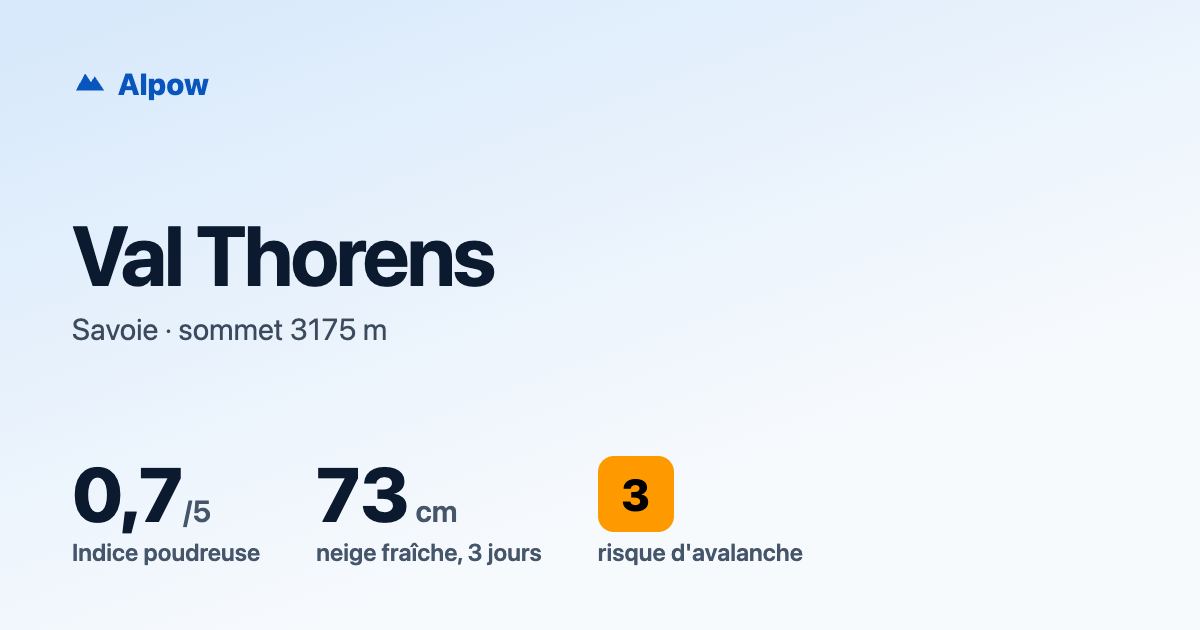 Alpow
Val Thorens
Savoie · sommet 3175 m
0,7/5
Indice poudreuse
73 cm
neige fraîche, 3 jours
3
risque d'avalanche